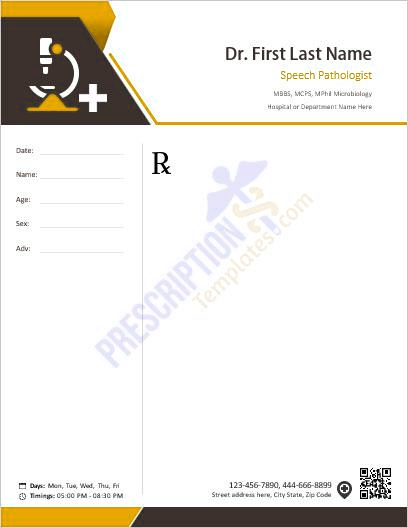 Dr. First Last Name
Speech Pathologist
MBBS, MCPS, MPhil Microbiology
Hospital or Department Name Here
Date:
Name:
Age:
Sex:
Adv:
℞
PRESCRIPTION
Templates.com
Days: Mon, Tue, Wed, Thu, Fri
Timings: 05:00 PM - 08:30 PM
123-456-7890, 444-666-8899
Street address here, City State, Zip Code